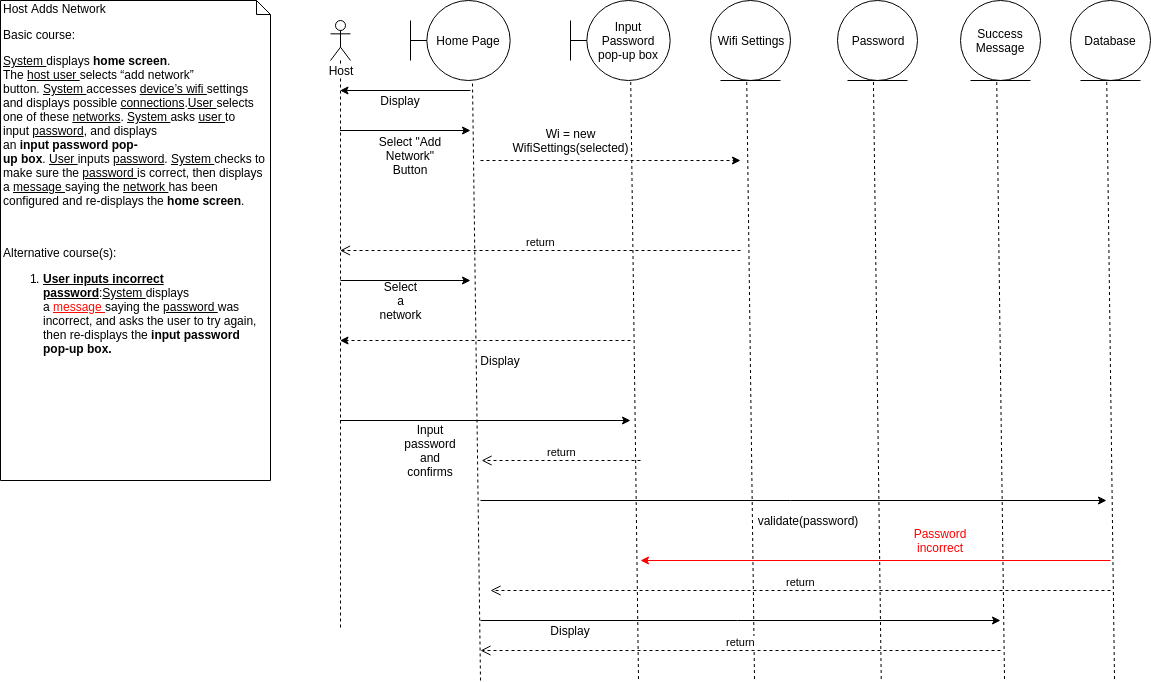 Host Adds Network
Basic course:
System displays home screen.
The host user selects “add network”
button. System accesses device’s wifi settings
and displays possible connections.User selects
one of these networks. System asks user to
input password, and displays
an input password pop-
up box. User inputs password. System checks to
make sure the password is correct, then displays
a message saying the network has been
configured and re-displays the home screen.
Alternative course(s):
1. User inputs incorrect
password:System displays
a message saying the password was
incorrect, and asks the user to try again,
then re-displays the input password
pop-up box.
Host
Home Page
Input
Password
pop-up box
Wifi Settings
Password
Success
Message
Database
Display
Select "Add
Network"
Button
Wi = new
WifiSettings(selected)
return
Select
a
network
Display
Input
password
and
confirms
return
validate(password)
Password
incorrect
return
Display
return